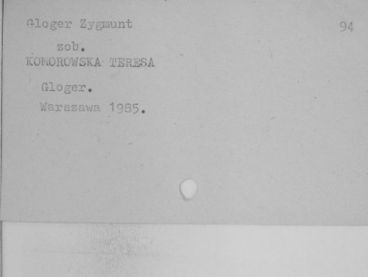 Gloger Zygmunt 94
zob.
KOMOROWSKA TERESA
Gloger.
Warszawa 1985.